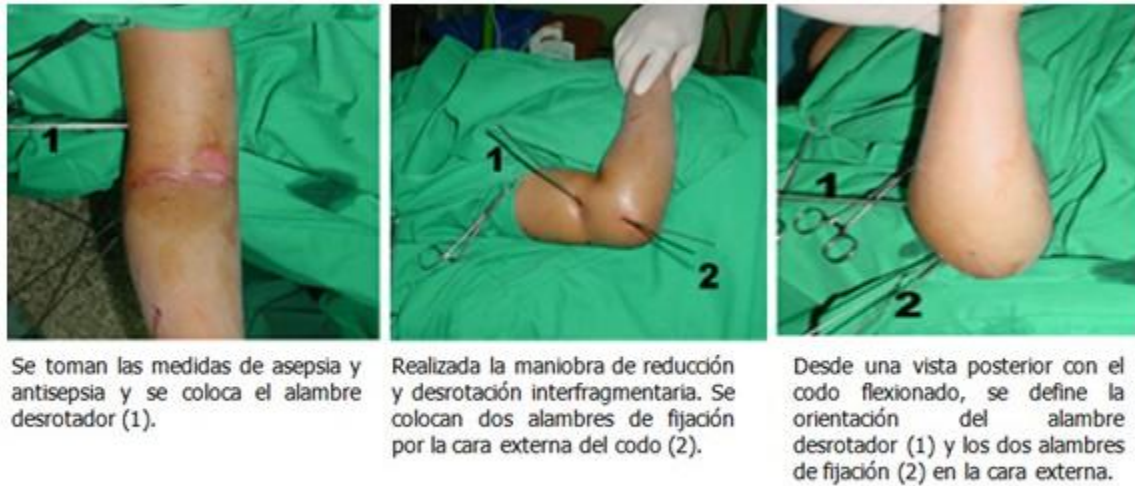 1
1
2
1
2
Se toman las medidas de asepsia y
antisepsia y se coloca el alambre
desrotador (1).
Realizada la maniobra de reducción
y desrotación interfragmentaria. Se
colocan dos alambres de fijación
por la cara externa del codo (2).
Desde una vista posterior con el
codo flexionado, se define la
orientación del alambre
desrotador (1) y los dos alambres
de fijación (2) en la cara externa.